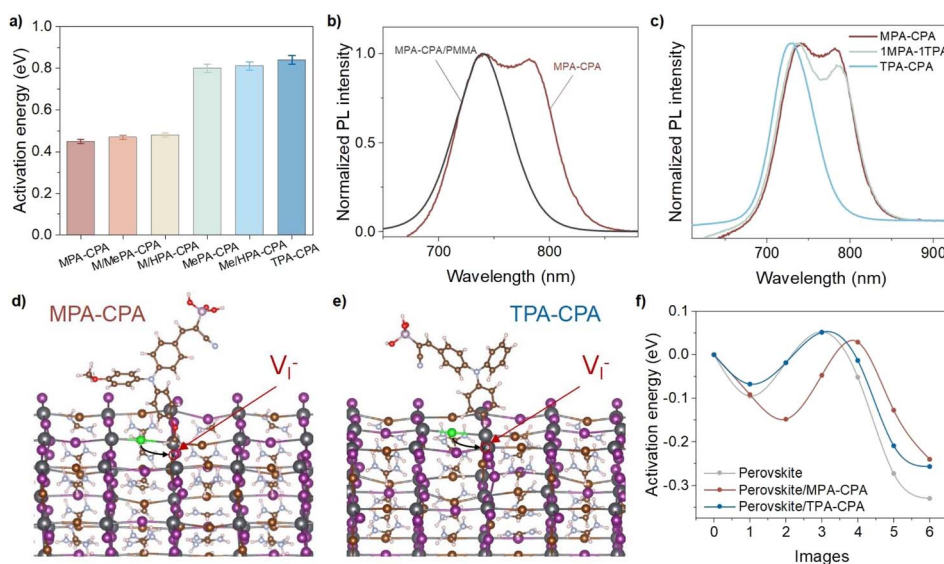 a)
Activation energy (eV)
1.0
0.8
0.6
0.4
0.2
0.0
MPA-CPA
M/MePA-CPA
M/HPA-CPA
MePA-CPA
Me/HPA-CPA
TPA-CPA
b)
Normalized PL intensity
1.0
0.5
0.0
MPA-CPA/PMMA
MPA-CPA
700
800
Wavelength (nm)
c)
Normalized PL intensity
MPA-CPA
1MPA-1TPA
TPA-CPA
700
800
900
Wavelength (nm)
d)
MPA-CPA
VI-
e)
TPA-CPA
VI-
f)
Activation energy (eV)
0.1
0.0
-0.1
-0.2
-0.3
Perovskite
Perovskite/MPA-CPA
Perovskite/TPA-CPA
0 1 2 3 4 5 6
Images